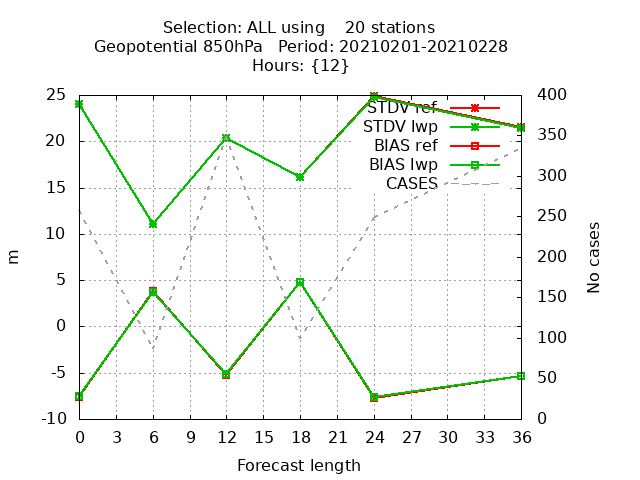 Selection: ALL using    20 stations
Geopotential 850hPa   Period: 20210201-20210228
Hours: {12}
25
20
15
10
5
0
-5
-10
m
400
350
300
250
200
150
100
50
0
No cases
STDV ref
STDV lwp
BIAS ref
BIAS lwp
CASES
0 3 6 9 12 15 18 21 24 27 30 33 36
Forecast length